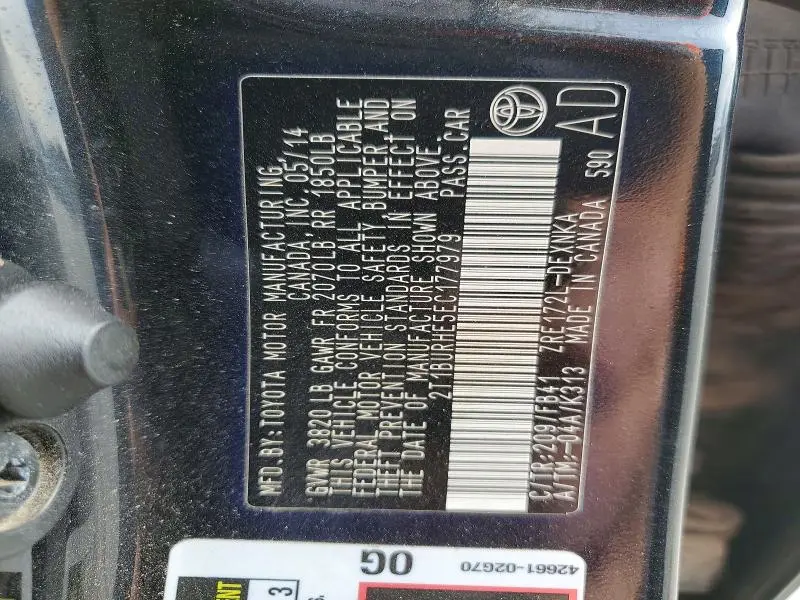 MFD.BY:TOYOTA MOTOR MANUFACTURING,
CANADA, INC. 05/14
GVWR 3820LB GAWR FR 2070LB RR 1850LB
THIS VEHICLE CONFORMS TO ALL APPLICABLE
FEDERAL MOTOR VEHICLE SAFETY, BUMPER AND
THEFT PREVENTION STANDARDS IN EFFECT ON
THE DATE OF MANUFACTURE SHOWN ABOVE.
2T1BURHE5EC177979 PASS.CAR
C/TR:209/FB41 ZRE172L-DEXNKA
A/TM:-04A/K313 MADE IN CANADA 590
AD
42661-02G70
0G
3